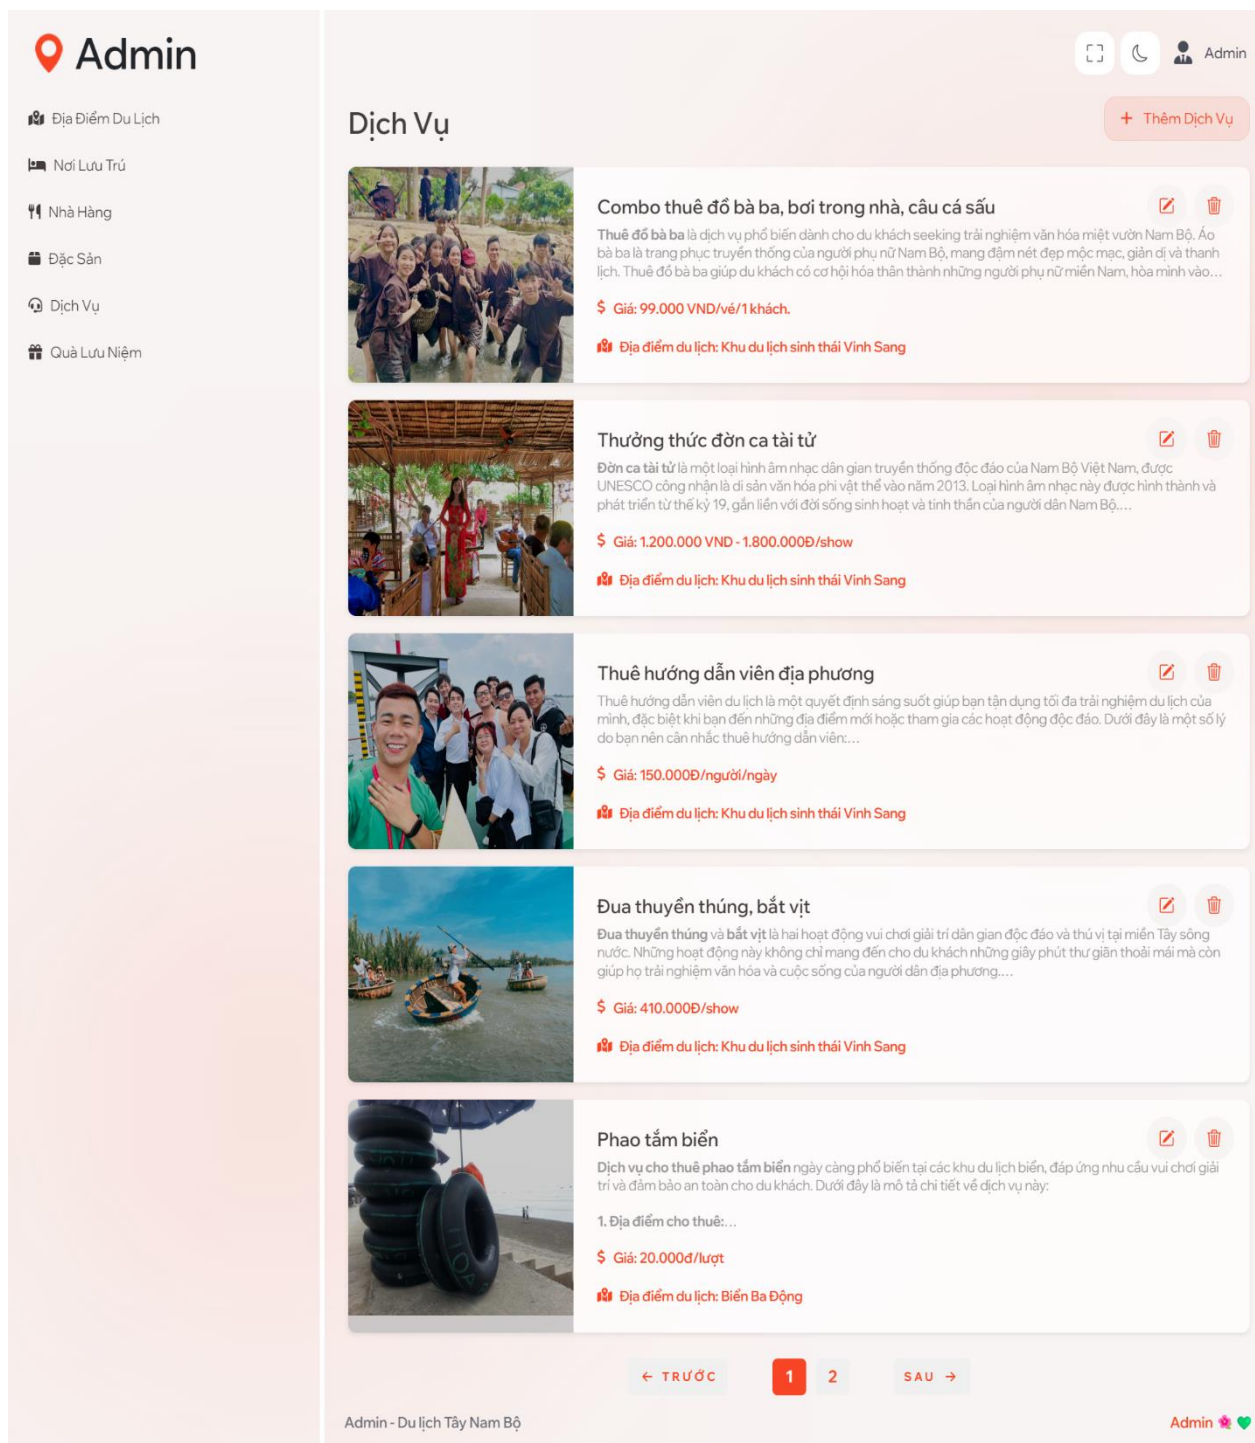 Admin
Admin
Địa Điểm Du Lịch
Nơi Lưu Trú
Nhà Hàng
Đặc Sản
Dịch Vụ
Quà Lưu Niệm
Dịch Vụ
+ Thêm Dịch Vụ
Combo thuê đồ bà ba, bơi trong nhà, câu cá sấu
Thuê đồ bà ba là dịch vụ phổ biến dành cho du khách seeking trải nghiệm văn hóa miệt vườn Nam Bộ. Áo
bà ba là trang phục truyền thống của người phụ nữ Nam Bộ, mang đậm nét đẹp mộc mạc, giản dị và thanh
lịch. Thuê đồ bà ba giúp du khách có cơ hội hóa thân thành những người phụ nữ miền Nam, hòa mình vào...
$ Giá: 99.000 VND/vé/1 khách.
Địa điểm du lịch: Khu du lịch sinh thái Vinh Sang
Thưởng thức đờn ca tài tử
Đờn ca tài tử là một loại hình âm nhạc dân gian truyền thống độc đáo của Nam Bộ Việt Nam, được
UNESCO công nhận là di sản văn hóa phi vật thể vào năm 2013. Loại hình âm nhạc này được hình thành và
phát triển từ thế kỷ 19, gắn liền với đời sống sinh hoạt và tinh thần của người dân Nam Bộ....
$ Giá: 1.200.000 VND - 1.800.000Đ/show
Địa điểm du lịch: Khu du lịch sinh thái Vinh Sang
Thuê hướng dẫn viên địa phương
Thuê hướng dẫn viên du lịch là một quyết định sáng suốt giúp bạn tận dụng tối đa trải nghiệm du lịch của
mình, đặc biệt khi bạn đến những địa điểm mới hoặc tham gia các hoạt động độc đáo. Dưới đây là một số lý
do bạn nên cân nhắc thuê hướng dẫn viên:...
$ Giá: 150.000Đ/người/ngày
Địa điểm du lịch: Khu du lịch sinh thái Vinh Sang
Đua thuyền thúng, bắt vịt
Đua thuyền thúng và bắt vịt là hai hoạt động vui chơi giải trí dân gian độc đáo và thú vị tại miền Tây sông
nước. Những hoạt động này không chỉ mang đến cho du khách những giây phút thư giãn thoải mái mà còn
giúp họ trải nghiệm văn hóa và cuộc sống của người dân địa phương....
$ Giá: 410.000Đ/show
Địa điểm du lịch: Khu du lịch sinh thái Vinh Sang
Phao tắm biển
Dịch vụ cho thuê phao tắm biển ngày càng phổ biến tại các khu du lịch biển, đáp ứng nhu cầu vui chơi giải
trí và đảm bảo an toàn cho du khách. Dưới đây là mô tả chi tiết về dịch vụ này:
1. Địa điểm cho thuê:...
$ Giá: 20.000đ/lượt
Địa điểm du lịch: Biển Ba Động
← TRƯỚC 1 2 SAU →
Admin - Du lịch Tây Nam Bộ
Admin 🌺 💚